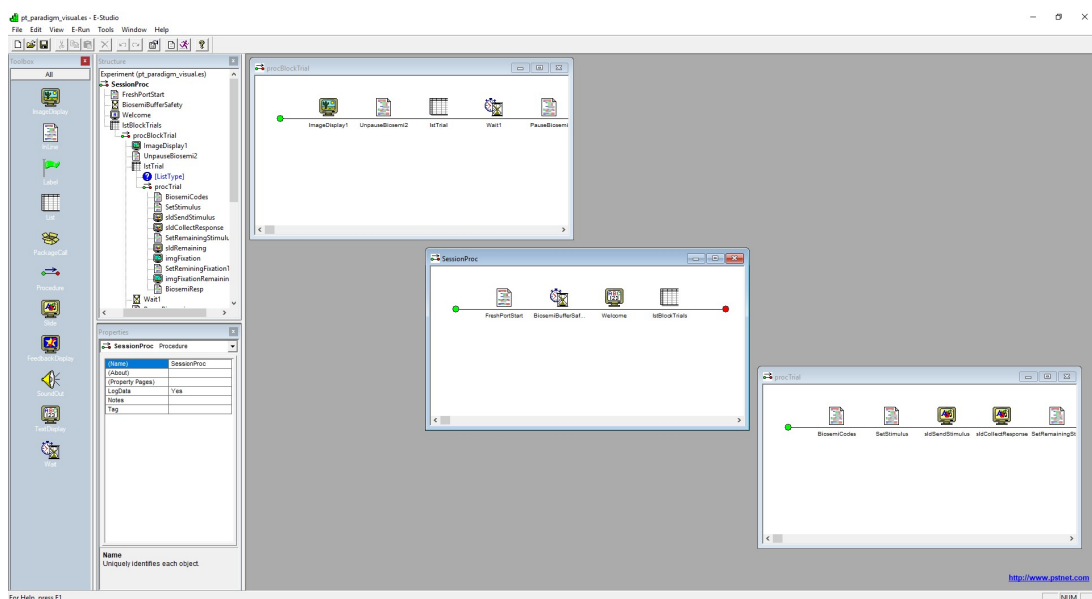 pt_paradigm_visual.es - E-Studio
File Edit View E-Run Tools Window Help
Toolbox
All
ImageDisplay
InLine
Label
List
PackageCall
Procedure
Slide
FeedbackDisplay
SoundOut
TextDisplay
Wait
Structure
Experiment (pt_paradigm_visual.es)
SessionProc
FreshPortStart
BiosemiBufferSafety
Welcome
lstBlockTrials
procBlockTrial
ImageDisplay1
UnpauseBiosemi2
lstTrial
[ListType]
procTrial
BiosemiCodes
SetStimulus
sldSendStimulus
sldCollectResponse
SetRemainingStimulu
sldRemaining
imgFixation
SetReminingFixationT
imgFixationRemainin
BiosemiResp
Wait1
Properties
SessionProc Procedure
(Name) SessionProc
(About)
(Property Pages)
LogData Yes
Notes
Tag
Name
Uniquely identifies each object.
procBlockTrial
ImageDisplay1 UnpauseBiosemi2 lstTrial Wait1 PauseBiosemi
SessionProc
FreshPortStart BiosemiBufferSaf... Welcome lstBlockTrials
procTrial
BiosemiCodes SetStimulus sldSendStimulus sldCollectResponse SetRemainingSt
http://www.pstnet.com
For Help, press F1
NUM